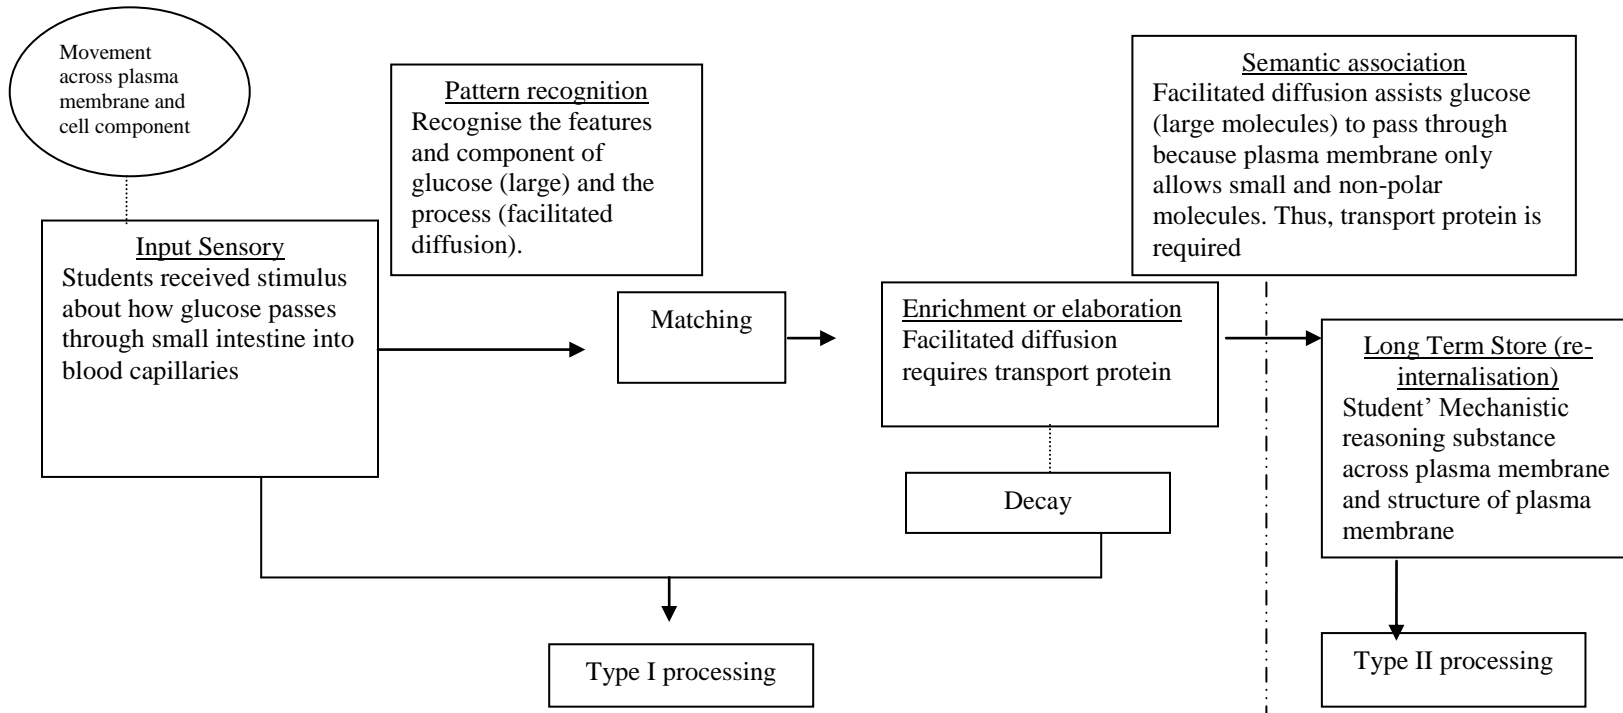 Movement
across plasma
membrane and
cell component
Input Sensory
Students received stimulus
about how glucose passes
through small intestine into
blood capillaries
Pattern recognition
Recognise the features
and component of
glucose (large) and the
process (facilitated
diffusion).
Matching
Enrichment or elaboration
Facilitated diffusion
requires transport protein
Decay
Semantic association
Facilitated diffusion assists glucose
(large molecules) to pass through
because plasma membrane only
allows small and non-polar
molecules. Thus, transport protein is
required
Long Term Store (re-
internalisation)
Student’ Mechanistic
reasoning substance
across plasma membrane
and structure of plasma
membrane
Type I processing
Type II processing